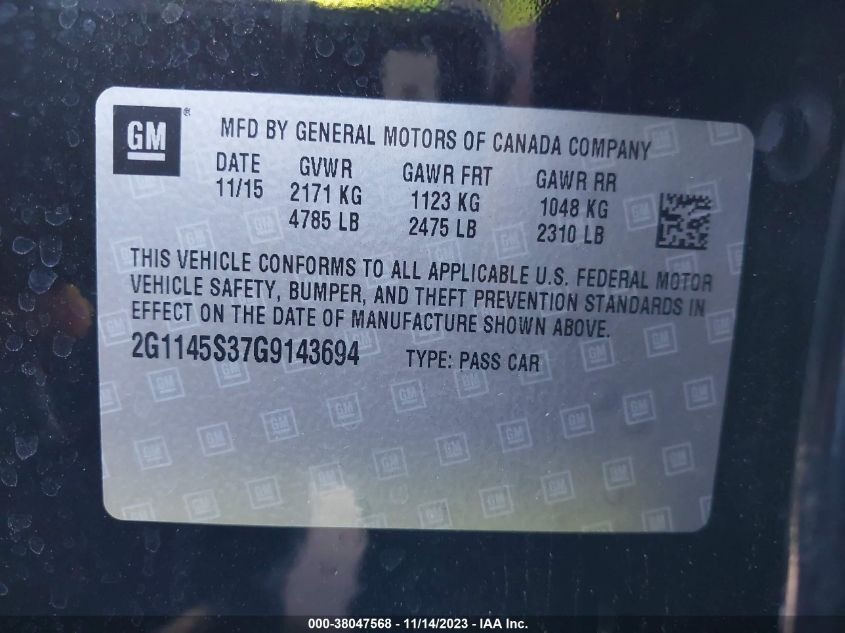 GM®
MFD BY GENERAL MOTORS OF CANADA COMPANY
DATE GVWR GAWR FRT GAWR RR
11/15 2171 KG 1123 KG 1048 KG
4785 LB 2475 LB 2310 LB
THIS VEHICLE CONFORMS TO ALL APPLICABLE U.S. FEDERAL MOTOR
VEHICLE SAFETY, BUMPER, AND THEFT PREVENTION STANDARDS IN
EFFECT ON THE DATE OF MANUFACTURE SHOWN ABOVE.
2G1145S37G9143694 TYPE: PASS CAR
000-38047568 - 11/14/2023 - IAA Inc.